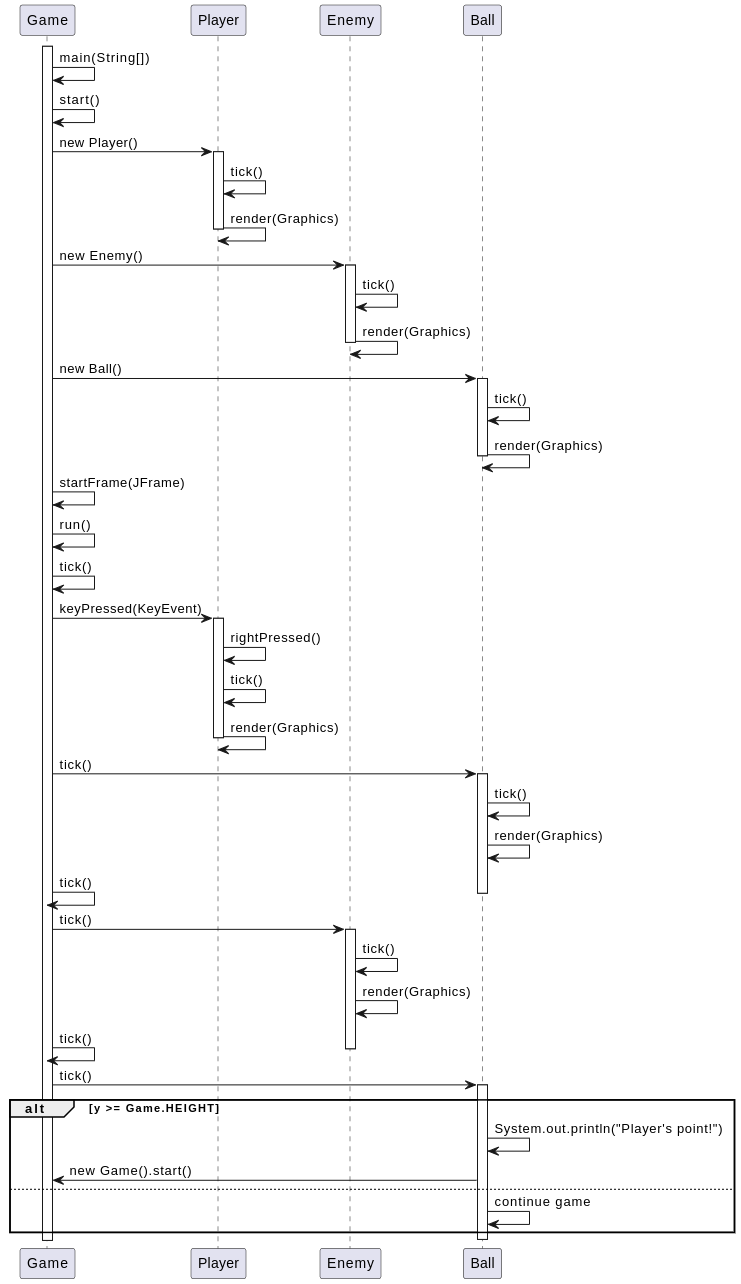 Game Player Enemy Ball
main(String[])
start()
new Player()
tick()
render(Graphics)
new Enemy()
tick()
render(Graphics)
new Ball()
tick()
render(Graphics)
startFrame(JFrame)
run()
tick()
keyPressed(KeyEvent)
rightPressed()
tick()
render(Graphics)
tick()
tick()
render(Graphics)
tick()
tick()
tick()
render(Graphics)
tick()
tick()
alt [y >= Game.HEIGHT]
System.out.println("Player's point!")
new Game().start()
continue game
Game Player Enemy Ball